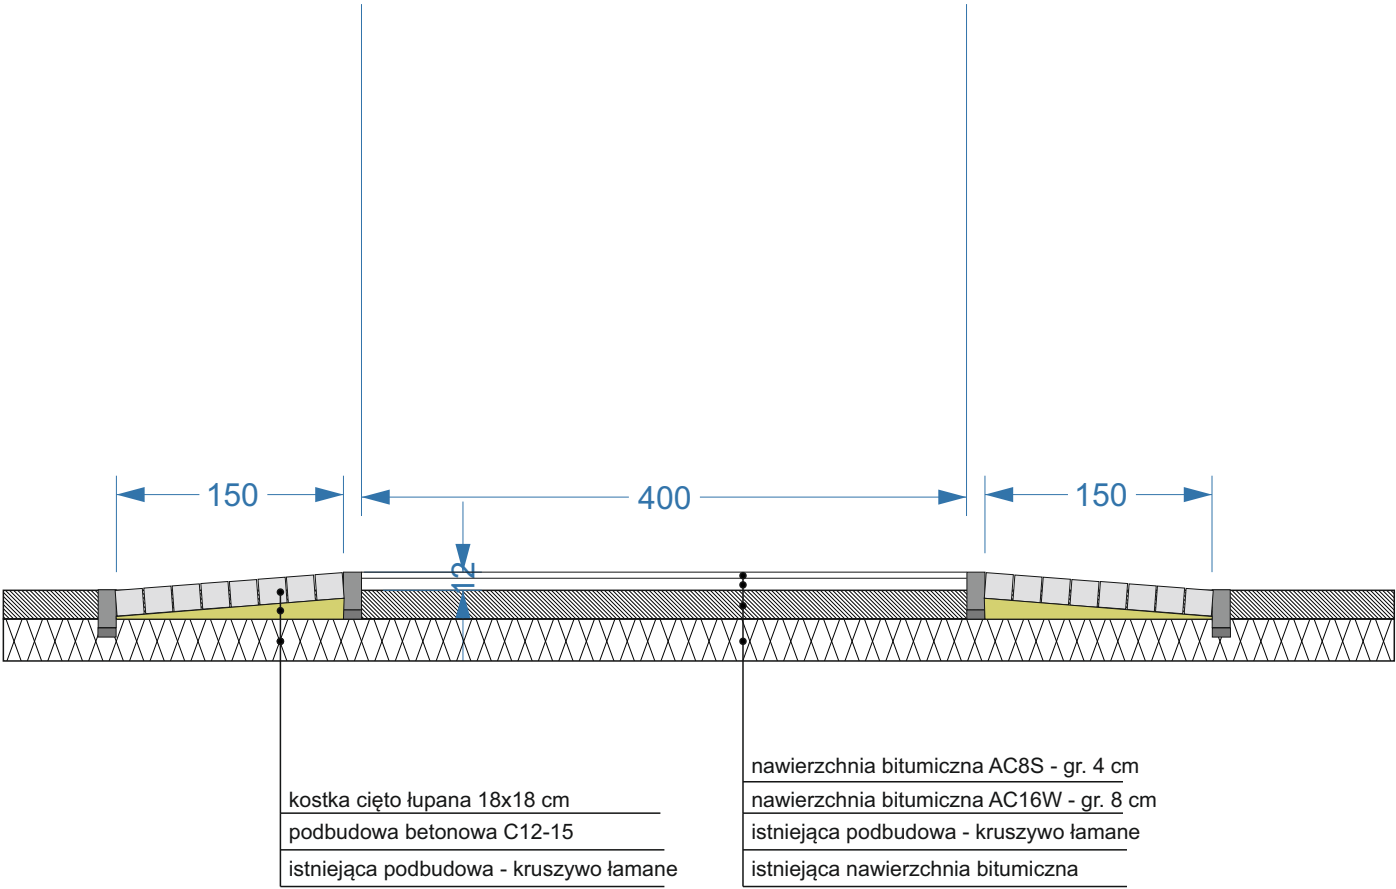 150
400
150
12
nawierzchnia bitumiczna AC8S - gr. 4 cm
nawierzchnia bitumiczna AC16W - gr. 8 cm
istniejąca podbudowa - kruszywo łamane
istniejąca nawierzchnia bitumiczna
kostka cięto łupana 18x18 cm
podbudowa betonowa C12-15
istniejąca podbudowa - kruszywo łamane